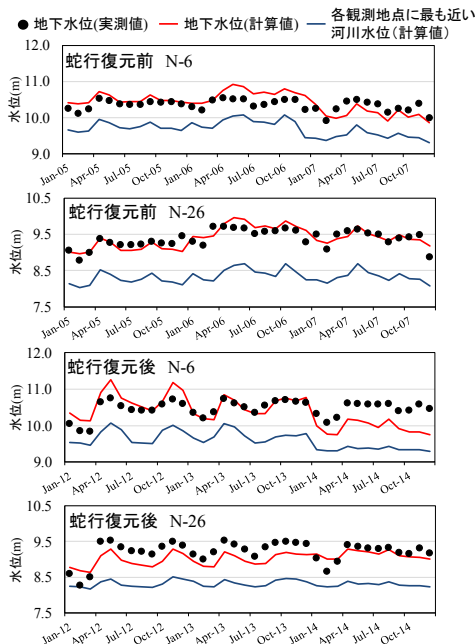 地下水位(実測値) 地下水位(計算値) 各観測地点に最も近い
河川水位(計算値)
水位(m)
12.0
11.0
10.0
9.0
蛇行復元前 N-6
Jan-05 Apr-05 Jul-05 Oct-05 Jan-06 Apr-06 Jul-06 Oct-06 Jan-07 Apr-07 Jul-07 Oct-07
水位(m)
10.5
9.5
8.5
7.5
蛇行復元前 N-26
Jan-05 Apr-05 Jul-05 Oct-05 Jan-06 Apr-06 Jul-06 Oct-06 Jan-07 Apr-07 Jul-07 Oct-07
水位(m)
12.0
11.0
10.0
9.0
蛇行復元後 N-6
Jan-12 Apr-12 Jul-12 Oct-12 Jan-13 Apr-13 Jul-13 Oct-13 Jan-14 Apr-14 Jul-14 Oct-14
水位(m)
10.5
9.5
8.5
7.5
蛇行復元後 N-26
Jan-12 Apr-12 Jul-12 Oct-12 Jan-13 Apr-13 Jul-13 Oct-13 Jan-14 Apr-14 Jul-14 Oct-14